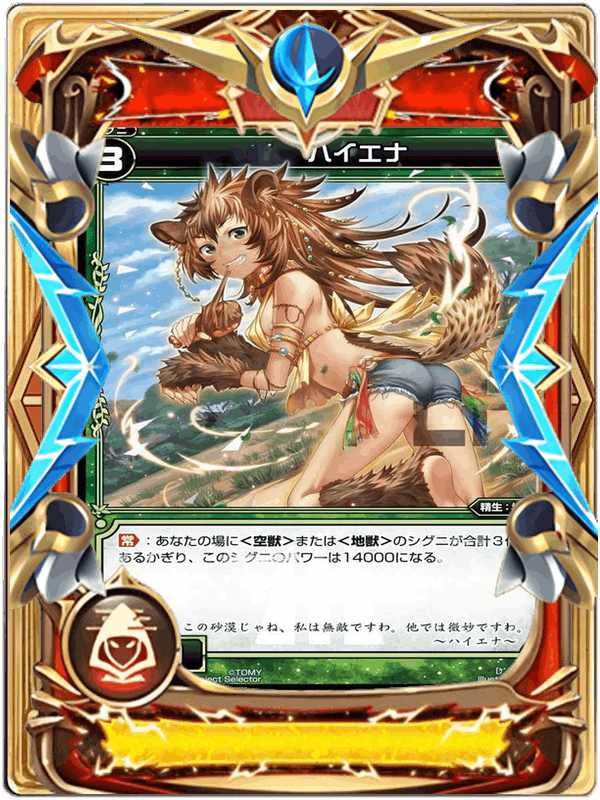 3
ハイエナ
精生:
常:あなたの場に<空獣>または<地獣>のシグニが合計3
あるかぎり、このシグニのパワーは14000になる。
この砂漠じゃね、私は無敵ですわ。他では微妙ですわ。
~ハイエナ~
©TOMY
ject Selector
Illust